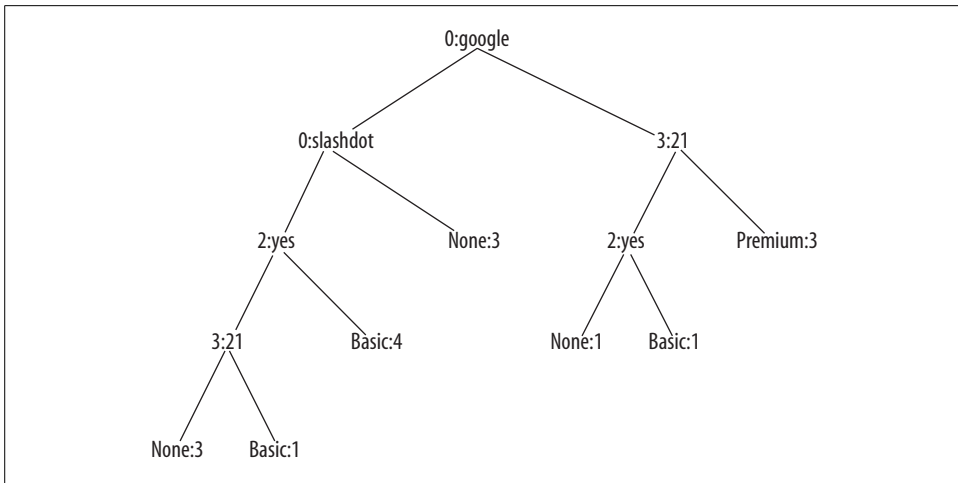 0:google
0:slashdot 3:21
2:yes None:3 2:yes Premium:3
3:21 Basic:4 None:1 Basic:1
None:3 Basic:1